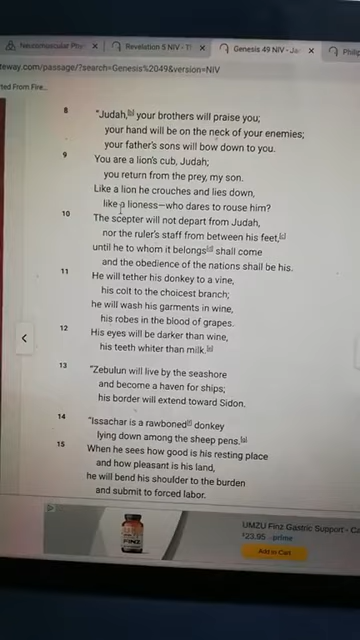 Neuromuscular Phy
Revelation 5 NIV - T
Genesis 49 NIV - Ja
Philip
teway.com/passage/?search=Genesis%2049&version=NIV
ted From Fire...
8 "Judah, your brothers will praise you;
your hand will be on the neck of your enemies;
your father's sons will bow down to you.
9 You are a lion's cub, Judah;
you return from the prey, my son.
Like a lion he crouches and lies down,
like a lioness—who dares to rouse him?
10 The scepter will not depart from Judah,
nor the ruler's staff from between his feet,
until he to whom it belongs shall come
and the obedience of the nations shall be his.
11 He will tether his donkey to a vine,
his colt to the choicest branch;
he will wash his garments in wine,
his robes in the blood of grapes.
12 His eyes will be darker than wine,
his teeth whiter than milk.
13 "Zebulun will live by the seashore
and become a haven for ships;
his border will extend toward Sidon.
14 "Issachar is a rawboned donkey
lying down among the sheep pens.
15 When he sees how good is his resting place
and how pleasant is his land,
he will bend his shoulder to the burden
and submit to forced labor.
UMZU Finz Gastric Support - Ca
$23.95 prime
Add to Cart
FINZ